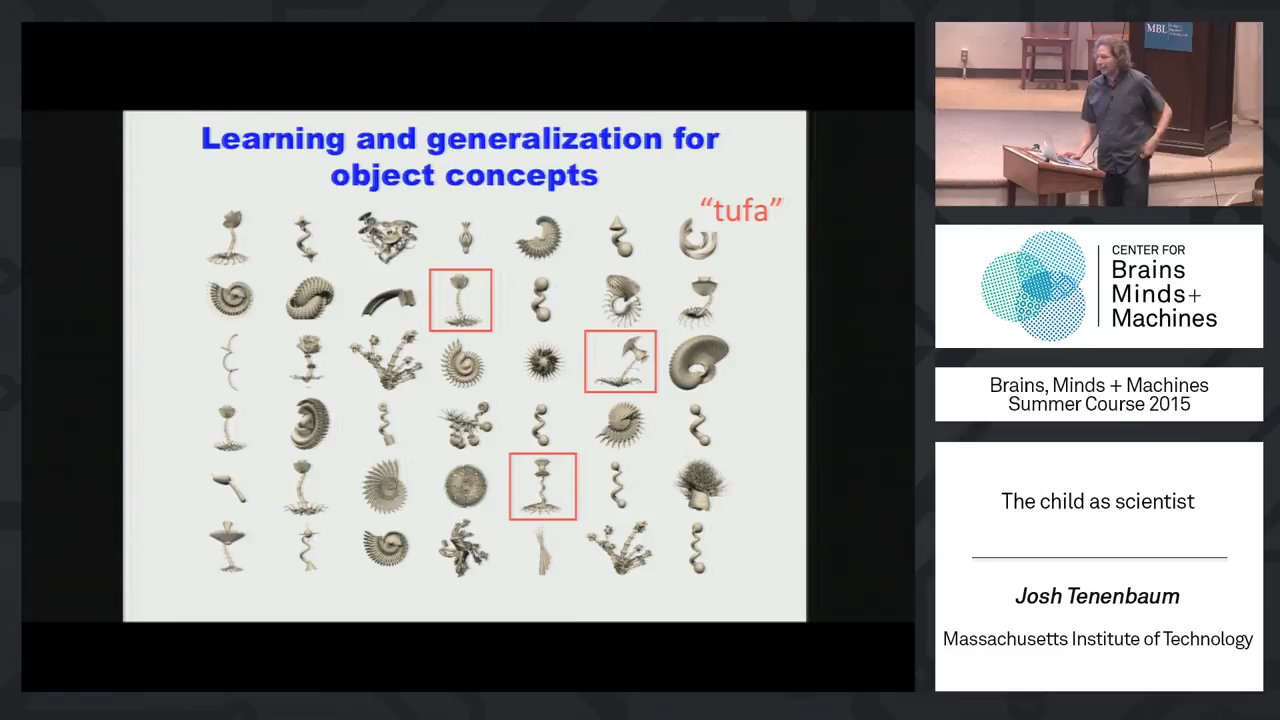 Learning and generalization for
object concepts
“tufa”
MBL
CENTER FOR
Brains
Minds+
Machines
Brains, Minds + Machines
Summer Course 2015
The child as scientist
Josh Tenenbaum
Massachusetts Institute of Technology